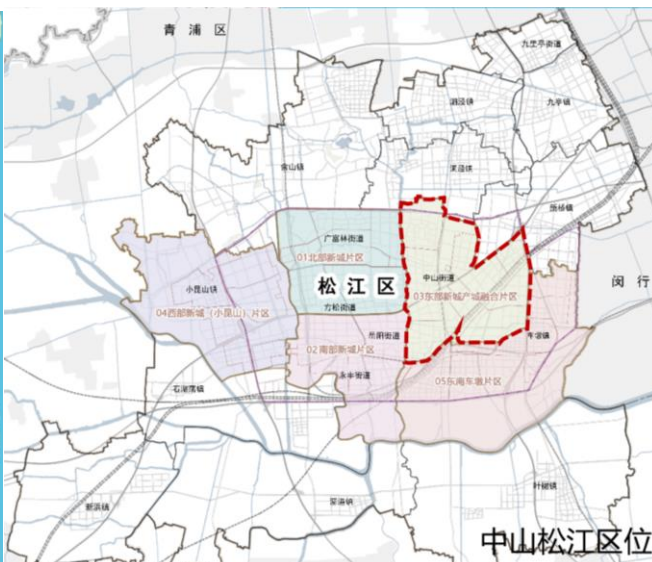 青浦区
九里亭街道
泗泾镇
九亭镇
佘山镇
洞泾镇
新桥镇
广富林街道
01北部新城片区
松江区
中山街道
闵行
小昆山镇
03东部新城产城融合片区
04西部新城（小昆山）片区
方松街道
岳阳街道
车墩镇
02南部新城片区
永丰街道
05东南车墩片区
石湖荡镇
叶榭镇
新浜镇
泖港镇
中山松江区位